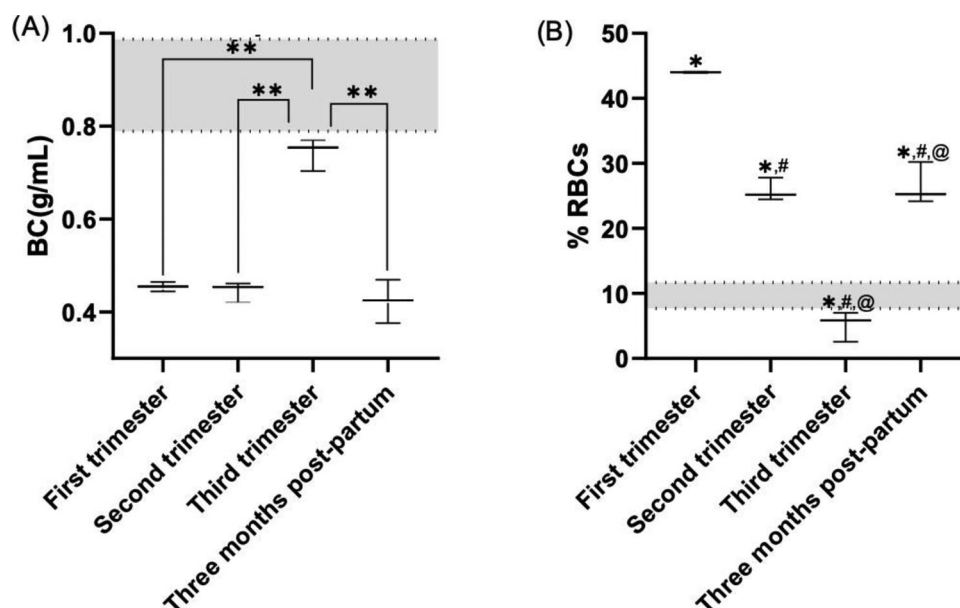 (A)
BC(g/mL)
1.0
0.8
0.6
0.4
**
**
**
First trimester
Second trimester
Third trimester
Three months post-partum
(B)
% RBCs
50
40
30
20
10
0
*
*,#
*,#,@
*,#,@
First trimester
Second trimester
Third trimester
Three months post-partum